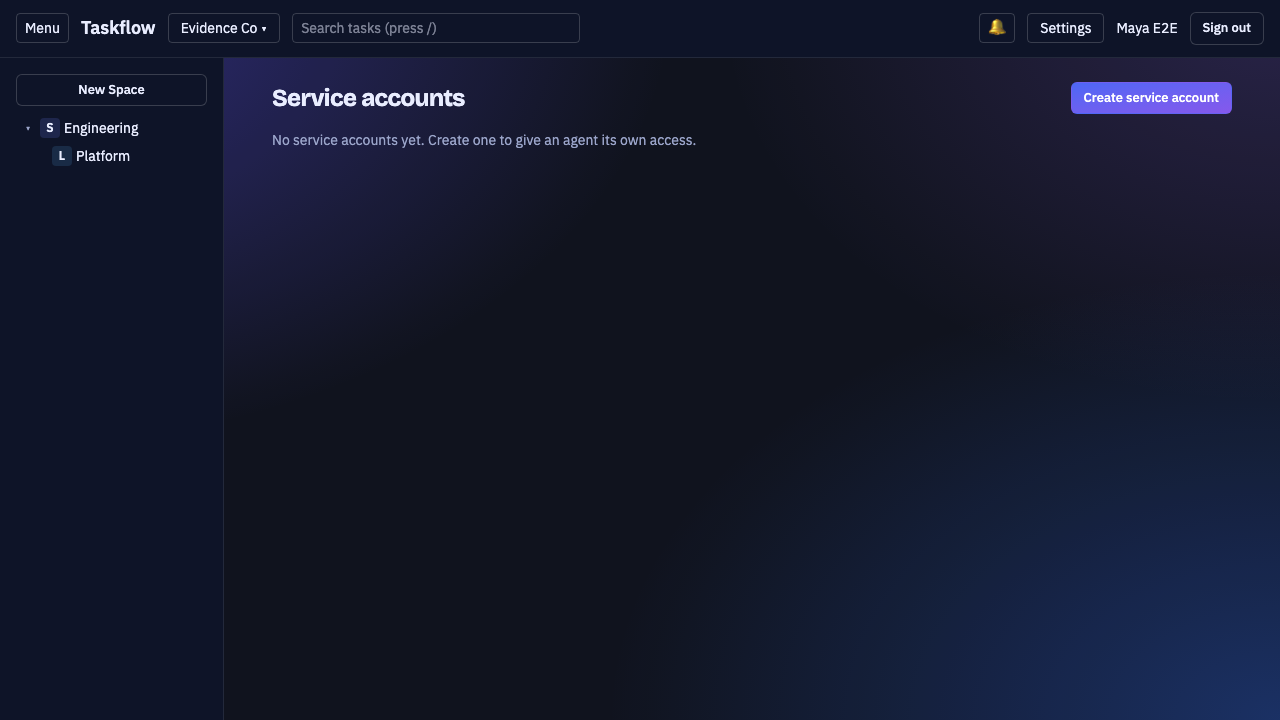 Menu Taskflow Evidence Co ▾ Search tasks (press /) Settings Maya E2E Sign out
New Space
Service accounts Create service account
▾ S Engineering
No service accounts yet. Create one to give an agent its own access.
L Platform